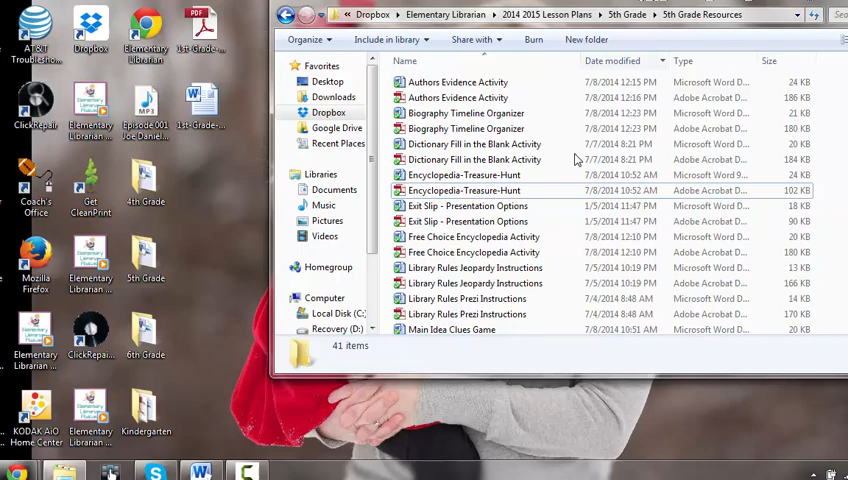 Dropbox ▸ Elementary Librarian ▸ 2014 2015 Lesson Plans ▸ 5th Grade ▸ 5th Grade Resources
Organize Include in library Share with Burn New folder
Name Date modified Type Size
Favorites
Desktop
Downloads
Dropbox
Google Drive
Recent Places
Libraries
Documents
Music
Pictures
Videos
Homegroup
Computer
Local Disk (C:)
Recovery (D:)
Authors Evidence Activity 7/8/2014 12:15 PM Microsoft Word D... 24 KB
Authors Evidence Activity 7/8/2014 12:16 PM Adobe Acrobat D... 186 KB
Biography Timeline Organizer 7/8/2014 12:23 PM Microsoft Word D... 21 KB
Biography Timeline Organizer 7/8/2014 12:23 PM Adobe Acrobat D... 180 KB
Dictionary Fill in the Blank Activity 7/7/2014 8:21 PM Microsoft Word D... 20 KB
Dictionary Fill in the Blank Activity 7/7/2014 8:21 PM Adobe Acrobat D... 184 KB
Encyclopedia-Treasure-Hunt 7/8/2014 10:52 AM Microsoft Word 9... 24 KB
Encyclopedia-Treasure-Hunt 7/8/2014 10:52 AM Adobe Acrobat D... 102 KB
Exit Slip - Presentation Options 1/5/2014 11:47 PM Microsoft Word D... 18 KB
Exit Slip - Presentation Options 1/5/2014 11:47 PM Adobe Acrobat D... 90 KB
Free Choice Encyclopedia Activity 7/8/2014 12:10 PM Microsoft Word D... 20 KB
Free Choice Encyclopedia Activity 7/8/2014 12:10 PM Adobe Acrobat D... 180 KB
Library Rules Jeopardy Instructions 7/5/2014 10:19 PM Microsoft Word D... 13 KB
Library Rules Jeopardy Instructions 7/5/2014 10:19 PM Adobe Acrobat D... 166 KB
Library Rules Prezi Instructions 7/4/2014 8:48 AM Microsoft Word D... 14 KB
Library Rules Prezi Instructions 7/4/2014 8:48 AM Adobe Acrobat D... 170 KB
Main Idea Clues Game 7/8/2014 10:51 AM Microsoft Word D... 20 KB
41 items
AT&T
Troublesho...
Dropbox
Elementary
Librarian
PDF
1st-Grade-...
ClickRepair
Elementary
Librarian ...
MP3
Episode 001
Joe Daniel...
1st-Grade-...
Coach's
Office
Get
CleanPrint
4th Grade
Mozilla
Firefox
Elementary
Librarian ...
5th Grade
Elementary
Librarian ...
ClickRepair...
6th Grade
KODAK AiO
Home Center
Elementary
Librarian ...
Kindergarten